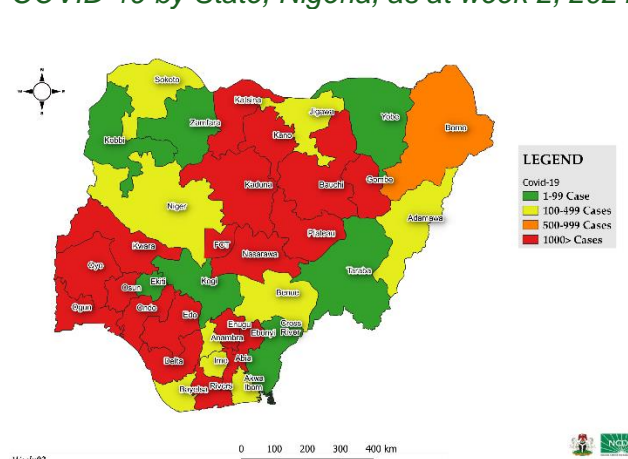 COVID-19 by State, Nigeria, as at week 2, 2021
Sokoto
Katsina
Jigawa
Yobe
Borno
Kebbi
Zamfara
Kano
Kaduna
Bauchi
Gombe
Niger
Adamawa
Plateau
FCT
Nasarawa
Kwara
Taraba
Oyo
Osun
Ekiti
Kogi
Benue
Ogun
Ondo
Edo
Enugu
Ebonyi
Cross
River
Anambra
Delta
Imo
Abia
Bayelsa
Rivers
Akwa
Ibom
LEGEND
Covid-19
1-99 Case
100-499 Cases
500-999 Cases
1000> Cases
0 100 200 300 400 km
NCDC